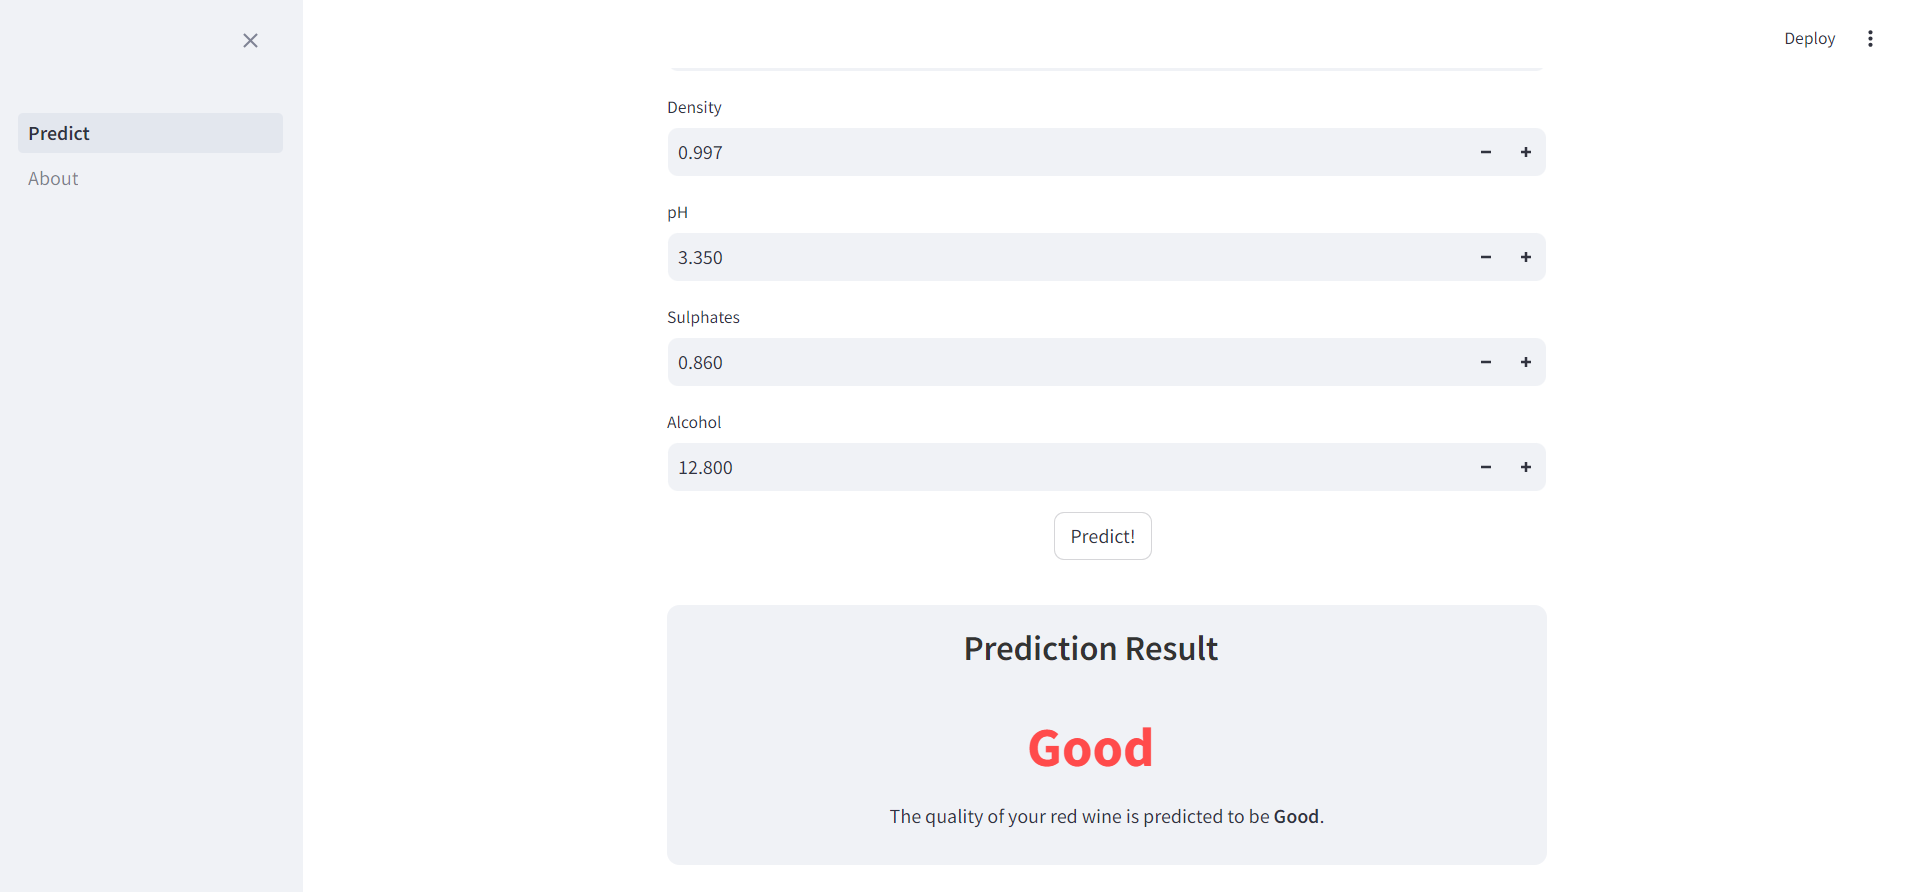 Deploy
Predict
About
Density
0.997
pH
3.350
Sulphates
0.860
Alcohol
12.800
Predict!
Prediction Result
Good
The quality of your red wine is predicted to be Good.